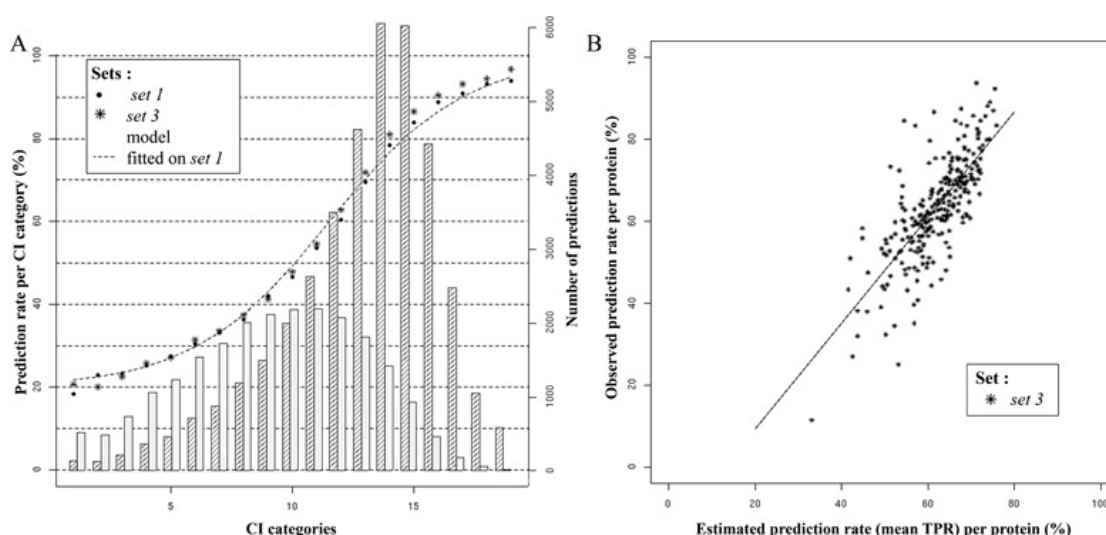 A
Prediction rate per CI category (%)
0
20
40
60
80
100
Sets :
set 1
set 3
model
fitted on set 1
5
10
15
CI categories
0
1000
2000
3000
4000
5000
6000
Number of predictions
B
Observed prediction rate per protein (%)
0
20
40
60
80
100
Set :
set 3
0
20
40
60
80
100
Estimated prediction rate (mean TPR) per protein (%)